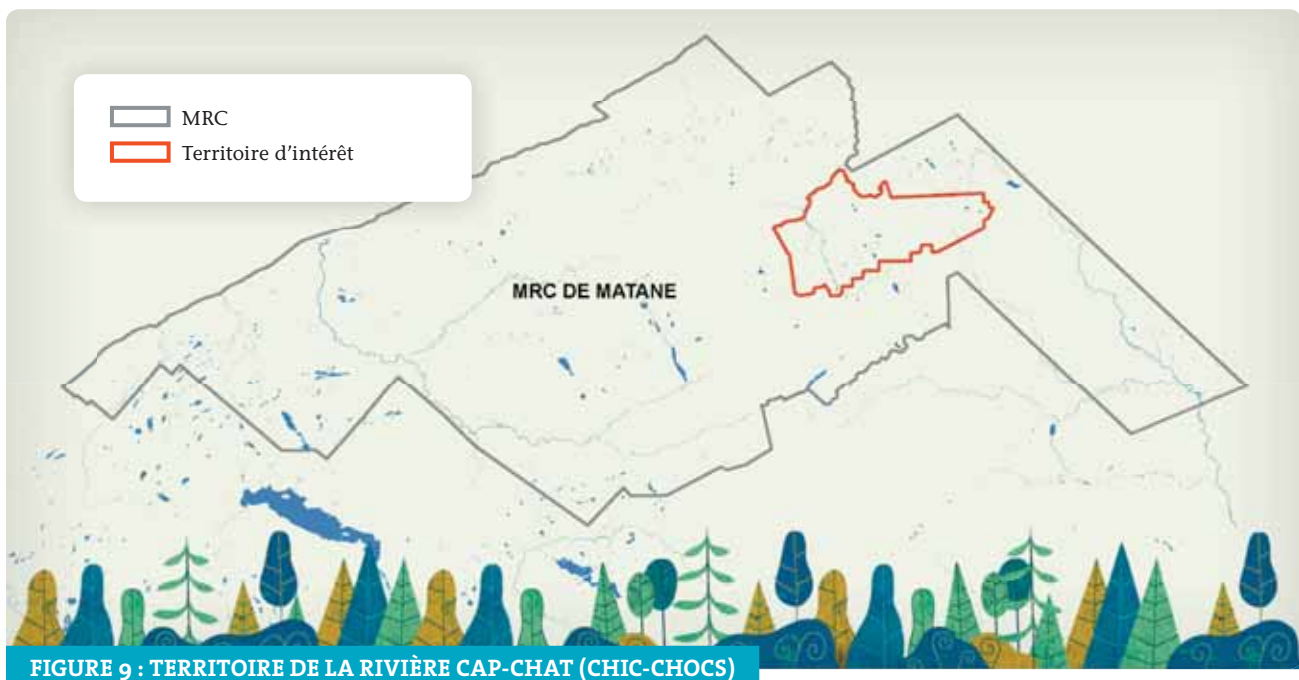 MRC
Territoire d'intérêt
MRC DE MATANE
FIGURE 9 : TERRITOIRE DE LA RIVIÈRE CAP-CHAT (CHIC-CHOCS)